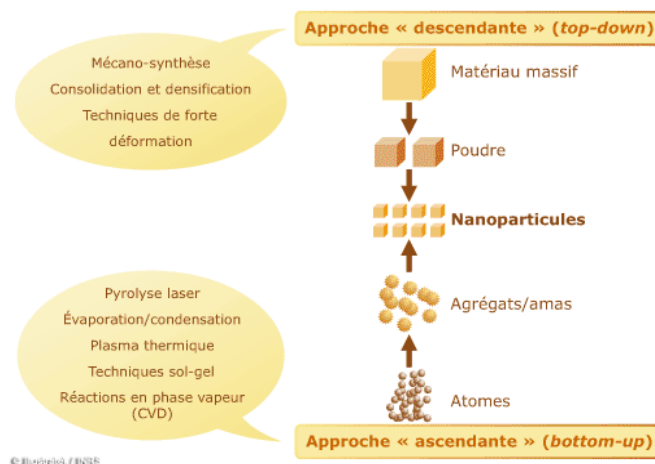 Approche « descendante » (top-down)
Mécano-synthèse
Consolidation et densification
Techniques de forte
déformation
Matériau massif
Poudre
Nanoparticules
Agrégats/amas
Atomes
Pyrolyse laser
Évaporation/condensation
Plasma thermique
Techniques sol-gel
Réactions en phase vapeur
(CVD)
Approche « ascendante » (bottom-up)